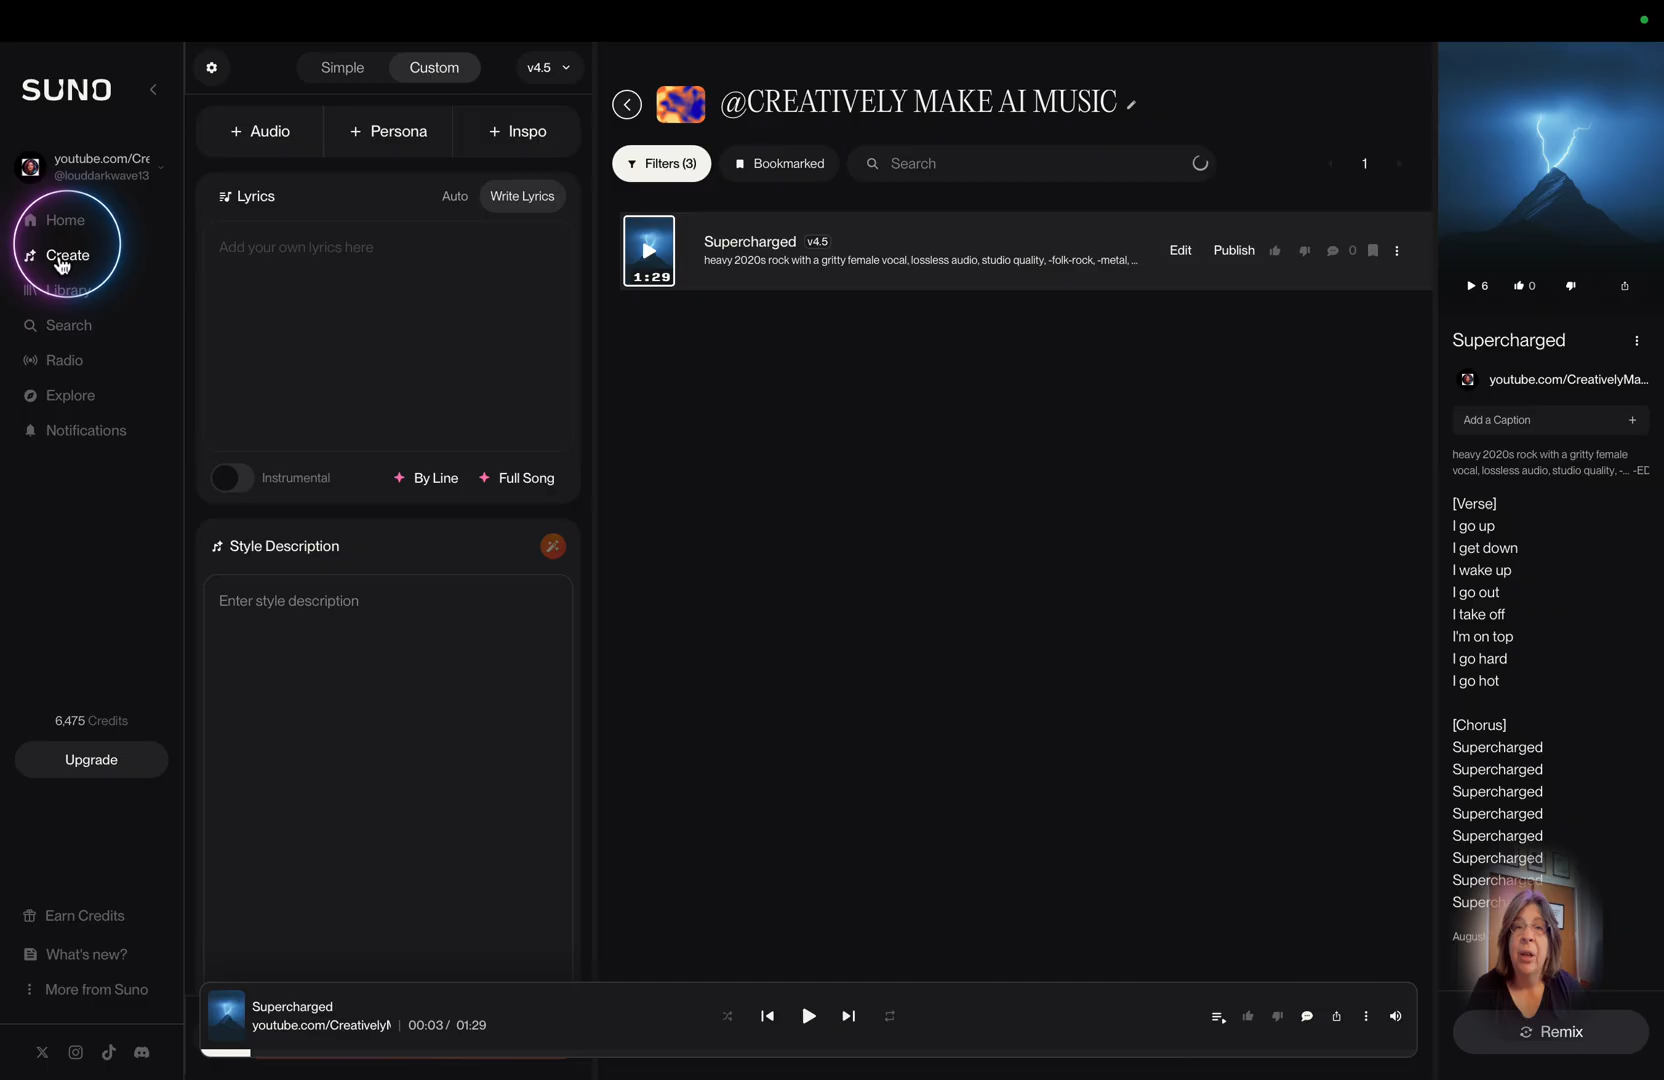 SUNO
youtube.com/Cre
@louddarkwave13
Home
Create
Library
Search
Radio
Explore
Notifications
6,475 Credits
Upgrade
Earn Credits
What's new?
More from Suno
Simple
Custom
v4.5
+ Audio
+ Persona
+ Inspo
Lyrics
Auto
Write Lyrics
Add your own lyrics here
Instrumental
By Line
Full Song
Style Description
Enter style description
@CREATIVELY MAKE AI MUSIC
Filters (3)
Bookmarked
Search
1
1:29
Supercharged v4.5
heavy 2020s rock with a gritty female vocal, lossless audio, studio quality, -folk-rock, -metal, ...
Edit
Publish
0
6
0
Supercharged
youtube.com/CreativelyMa...
Add a Caption +
heavy 2020s rock with a gritty female
vocal, lossless audio, studio quality, -... -ED
[Verse]
I go up
I get down
I wake up
I go out
I take off
I'm on top
I go hard
I go hot
[Chorus]
Supercharged
Supercharged
Supercharged
Supercharged
Supercharged
Supercharged
Supercharged
Superch
August
Remix
Supercharged
youtube.com/Creatively | 00:03 / 01:29